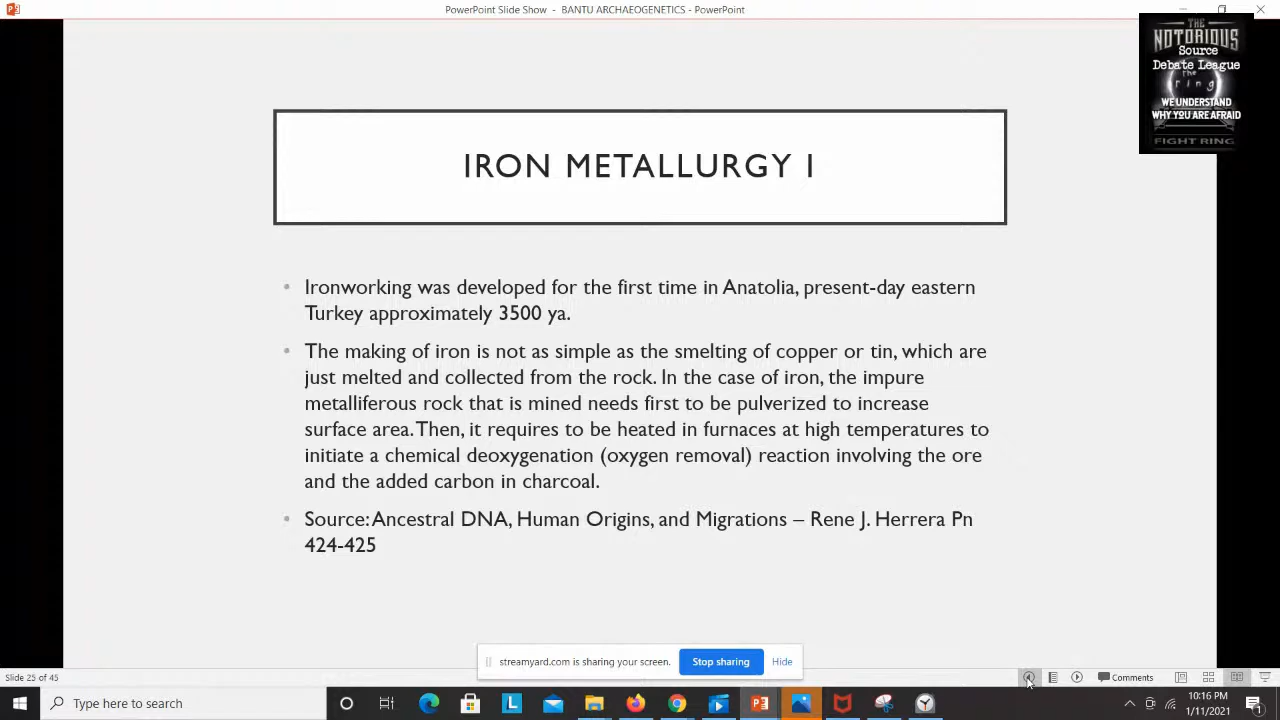 PowerPoint Slide Show - BANTU ARCHAEOGENETICS - PowerPoint
THE
NOTORIOUS
Source
Debate League
the
ring
WE UNDERSTAND
WHY YOU ARE AFRAID
FIGHT RING
IRON METALLURGY I
• Ironworking was developed for the first time in Anatolia, present-day eastern
Turkey approximately 3500 ya.
• The making of iron is not as simple as the smelting of copper or tin, which are
just melted and collected from the rock. In the case of iron, the impure
metalliferous rock that is mined needs first to be pulverized to increase
surface area. Then, it requires to be heated in furnaces at high temperatures to
initiate a chemical deoxygenation (oxygen removal) reaction involving the ore
and the added carbon in charcoal.
• Source: Ancestral DNA, Human Origins, and Migrations – Rene J. Herrera Pn
424-425
streamyard.com is sharing your screen. Stop sharing Hide
Slide 25 of 45 Comments
Type here to search
10:16 PM
1/11/2021
1